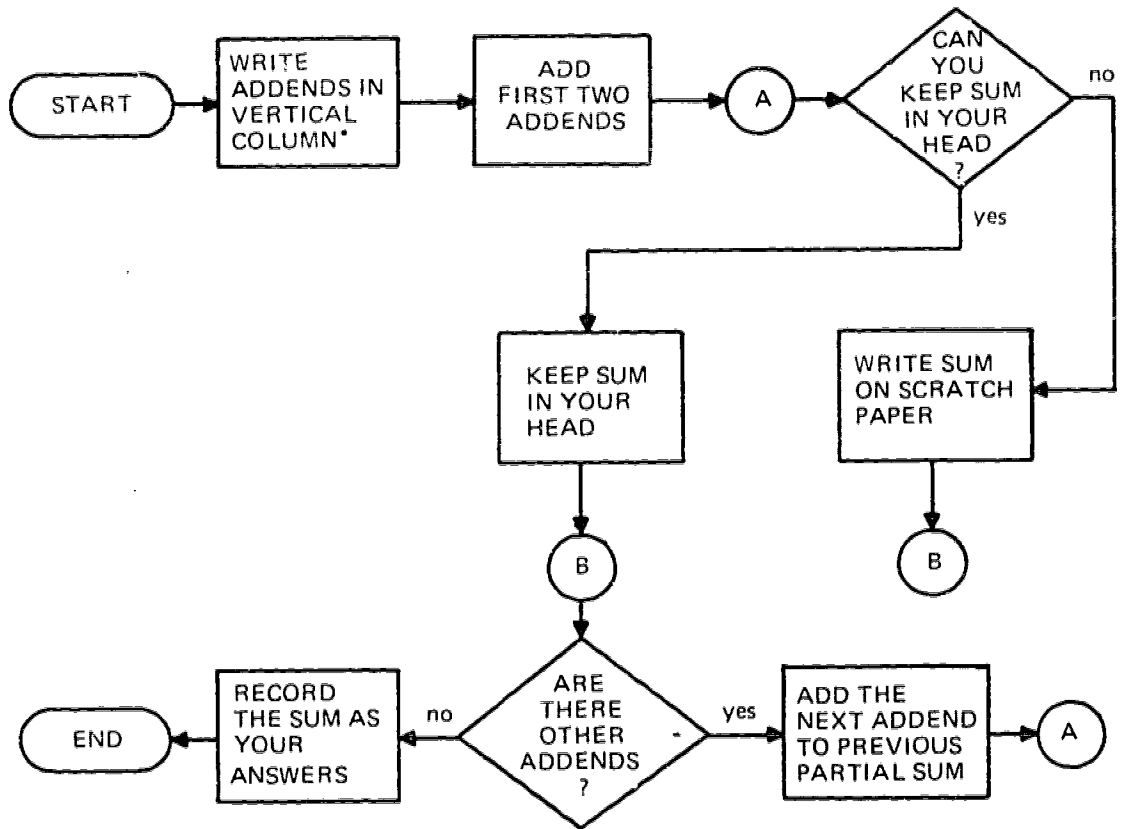 START
WRITE
ADDENDS IN
VERTICAL
COLUMN*
ADD
FIRST TWO
ADDENDS
A
CAN
YOU
KEEP SUM
IN YOUR
HEAD
?
no
yes
KEEP SUM
IN YOUR
HEAD
WRITE SUM
ON SCRATCH
PAPER
B
B
ARE
THERE
OTHER
ADDENDS
?
no
yes
RECORD
THE SUM AS
YOUR
ANSWERS
END
ADD THE
NEXT ADDEND
TO PREVIOUS
PARTIAL SUM
A